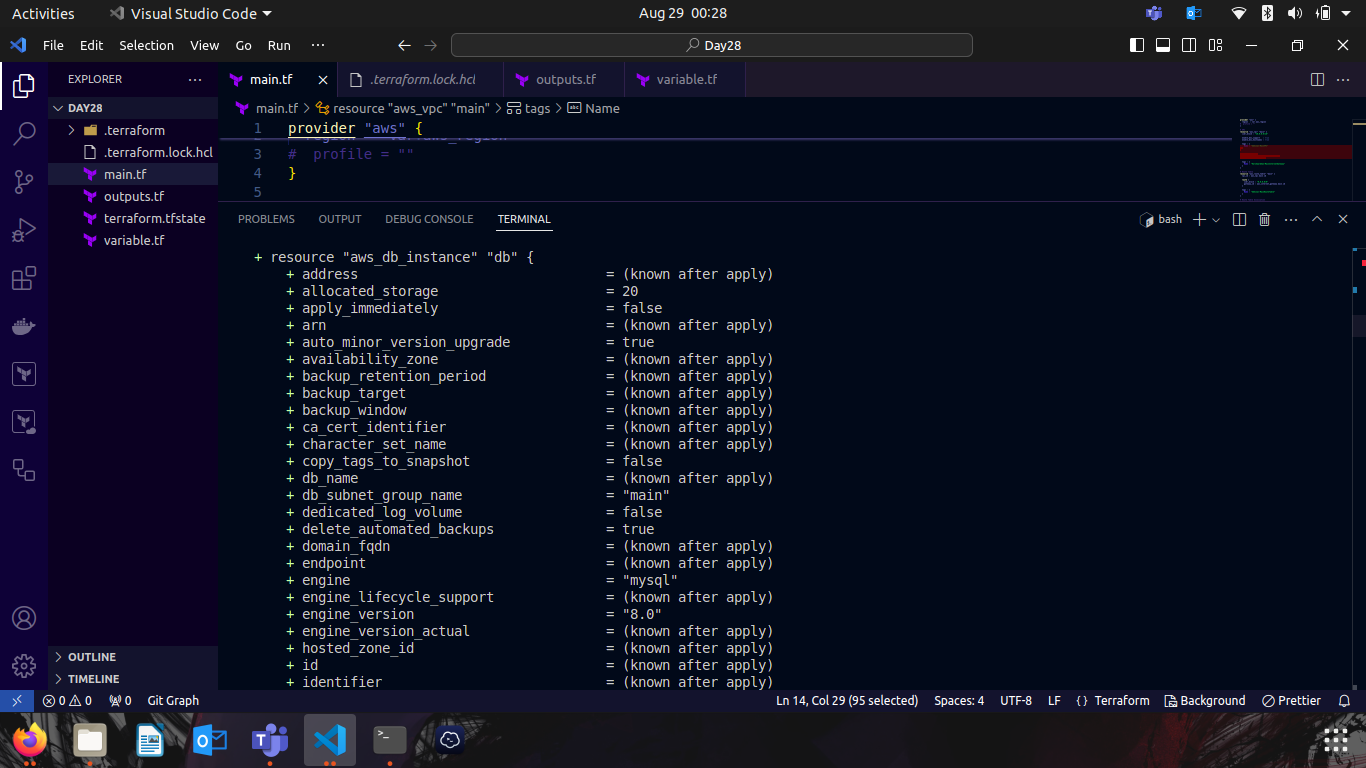 Activities Visual Studio Code Aug 29 00:28
File Edit Selection View Go Run ··· Day28
EXPLORER ···
main.tf .terraform.lock.hcl outputs.tf variable.tf
DAY28
.terraform
.terraform.lock.hcl
main.tf
outputs.tf
terraform.tfstate
variable.tf
OUTLINE
TIMELINE
main.tf > resource "aws_vpc" "main" > tags > Name
1 provider "aws" {
3 # profile = ""
4 }
5
PROBLEMS OUTPUT DEBUG CONSOLE TERMINAL bash
+ resource "aws_db_instance" "db" {
+ address = (known after apply)
+ allocated_storage = 20
+ apply_immediately = false
+ arn = (known after apply)
+ auto_minor_version_upgrade = true
+ availability_zone = (known after apply)
+ backup_retention_period = (known after apply)
+ backup_target = (known after apply)
+ backup_window = (known after apply)
+ ca_cert_identifier = (known after apply)
+ character_set_name = (known after apply)
+ copy_tags_to_snapshot = false
+ db_name = (known after apply)
+ db_subnet_group_name = "main"
+ dedicated_log_volume = false
+ delete_automated_backups = true
+ domain_fqdn = (known after apply)
+ endpoint = (known after apply)
+ engine = "mysql"
+ engine_lifecycle_support = (known after apply)
+ engine_version = "8.0"
+ engine_version_actual = (known after apply)
+ hosted_zone_id = (known after apply)
+ id = (known after apply)
+ identifier = (known after apply)
0 0 0 Git Graph Ln 14, Col 29 (95 selected) Spaces: 4 UTF-8 LF {} Terraform Background Prettier